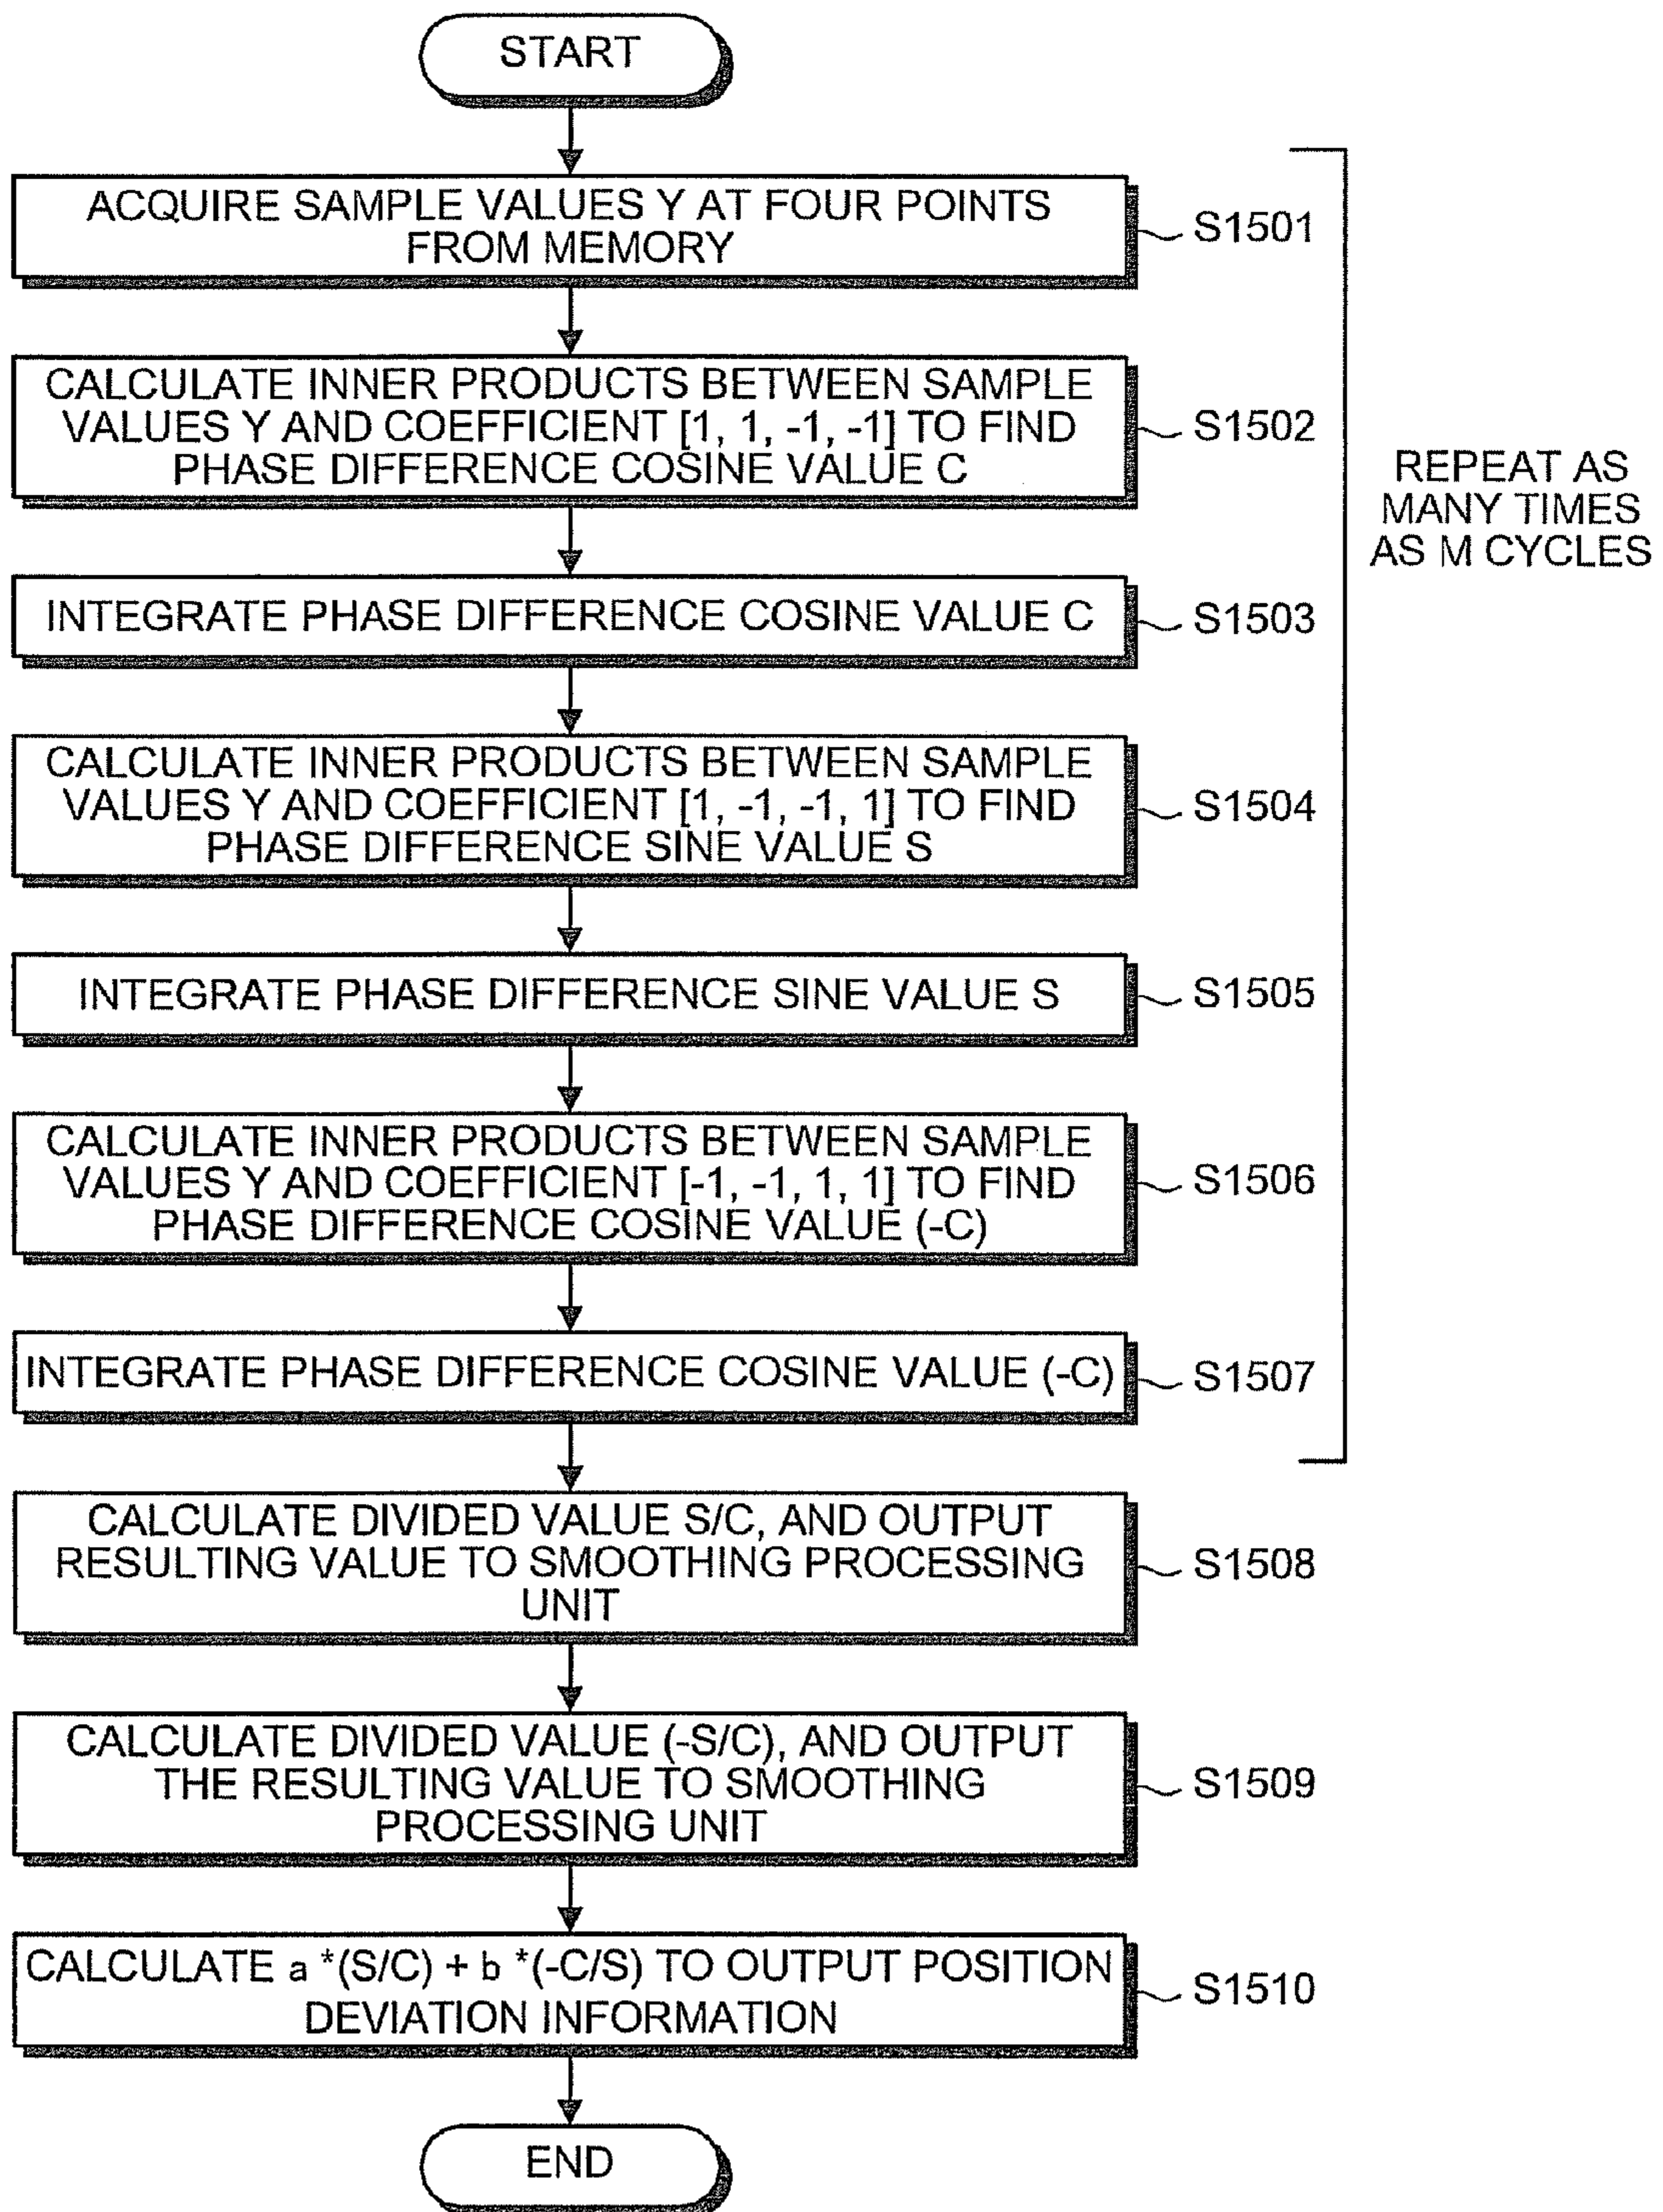 START
ACQUIRE SAMPLE VALUES Y AT FOUR POINTS
FROM MEMORY
S1501
CALCULATE INNER PRODUCTS BETWEEN SAMPLE
VALUES Y AND COEFFICIENT [1, 1, -1, -1] TO FIND
PHASE DIFFERENCE COSINE VALUE C
S1502
REPEAT AS
MANY TIMES
AS M CYCLES
INTEGRATE PHASE DIFFERENCE COSINE VALUE C
S1503
CALCULATE INNER PRODUCTS BETWEEN SAMPLE
VALUES Y AND COEFFICIENT [1, -1, -1, 1] TO FIND
PHASE DIFFERENCE SINE VALUE S
S1504
INTEGRATE PHASE DIFFERENCE SINE VALUE S
S1505
CALCULATE INNER PRODUCTS BETWEEN SAMPLE
VALUES Y AND COEFFICIENT [-1, -1, 1, 1] TO FIND
PHASE DIFFERENCE COSINE VALUE (-C)
S1506
INTEGRATE PHASE DIFFERENCE COSINE VALUE (-C)
S1507
CALCULATE DIVIDED VALUE S/C, AND OUTPUT
RESULTING VALUE TO SMOOTHING PROCESSING
UNIT
S1508
CALCULATE DIVIDED VALUE (-S/C), AND OUTPUT
THE RESULTING VALUE TO SMOOTHING
PROCESSING UNIT
S1509
CALCULATE a *(S/C) + b *(-C/S) TO OUTPUT POSITION
DEVIATION INFORMATION
S1510
END